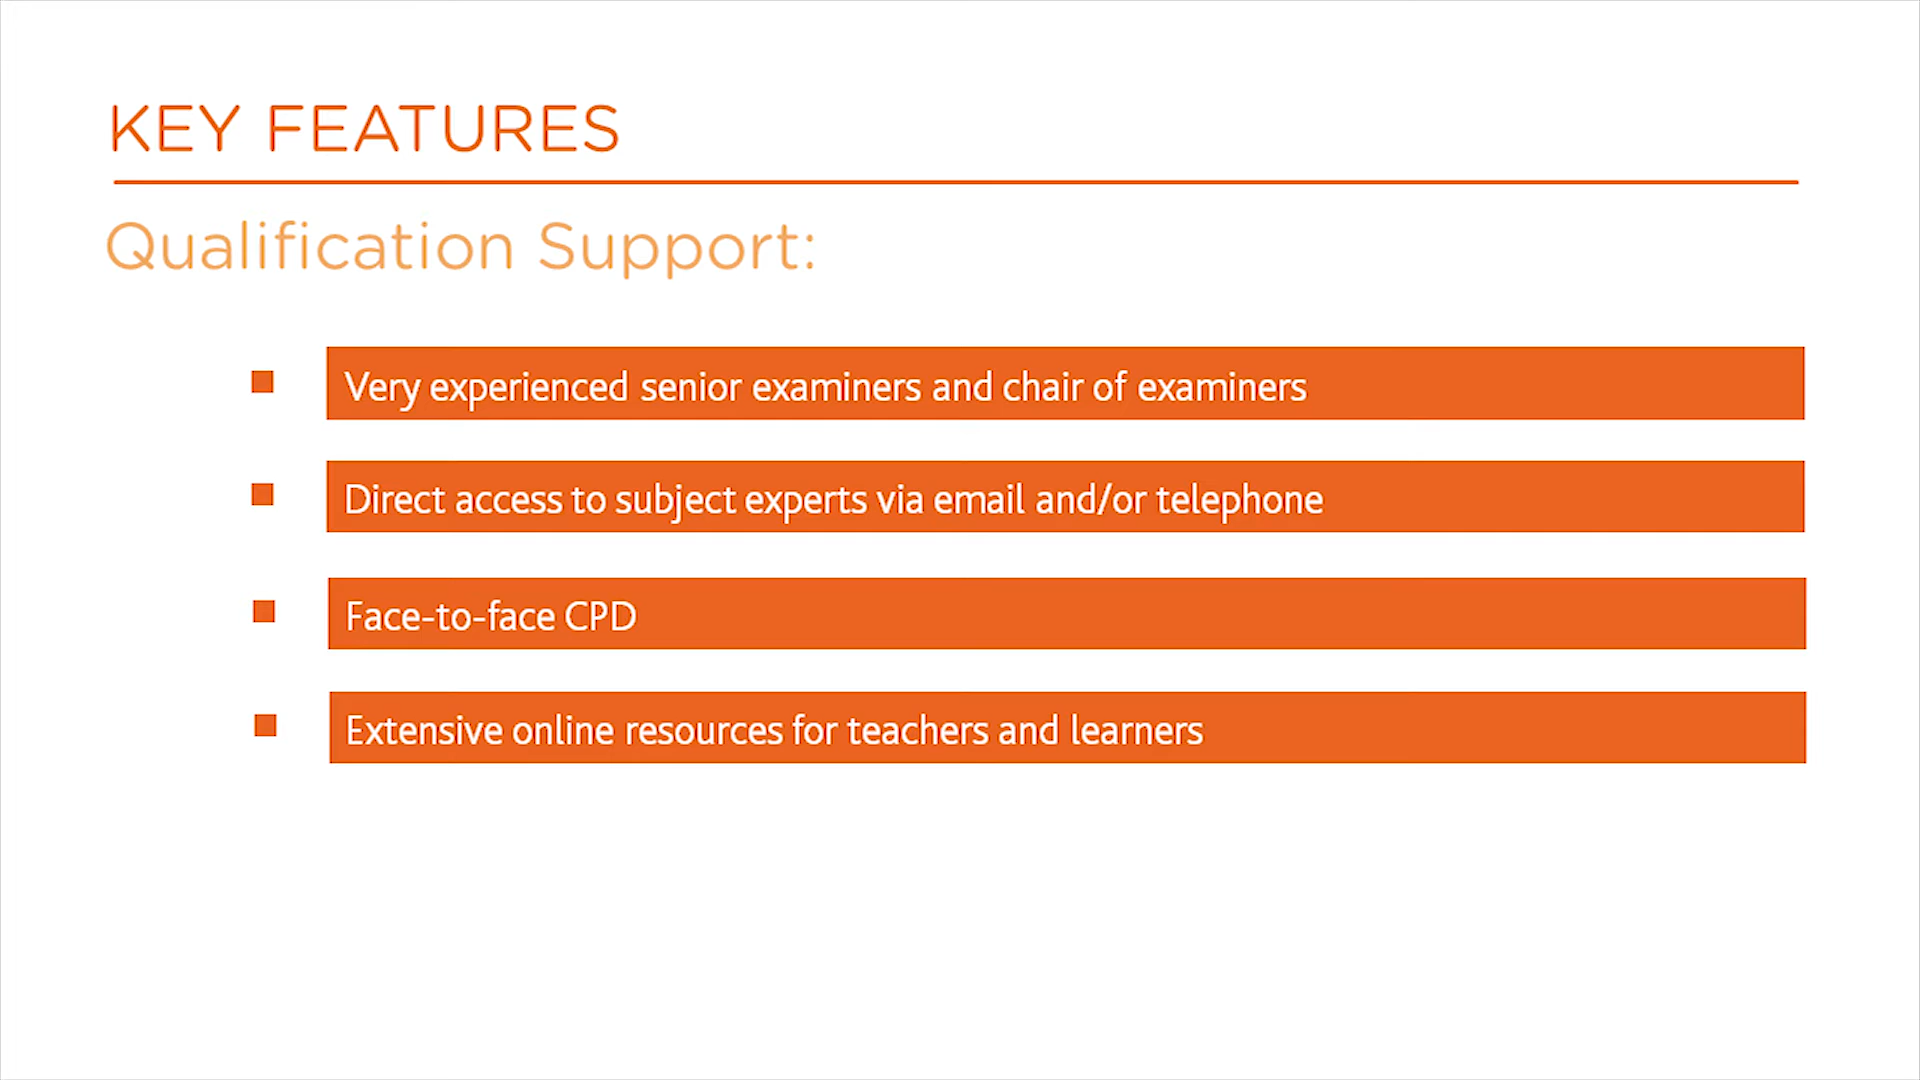 KEY FEATURES
Qualification Support:
Very experienced senior examiners and chair of examiners
Direct access to subject experts via email and/or telephone
Face-to-face CPD
Extensive online resources for teachers and learners